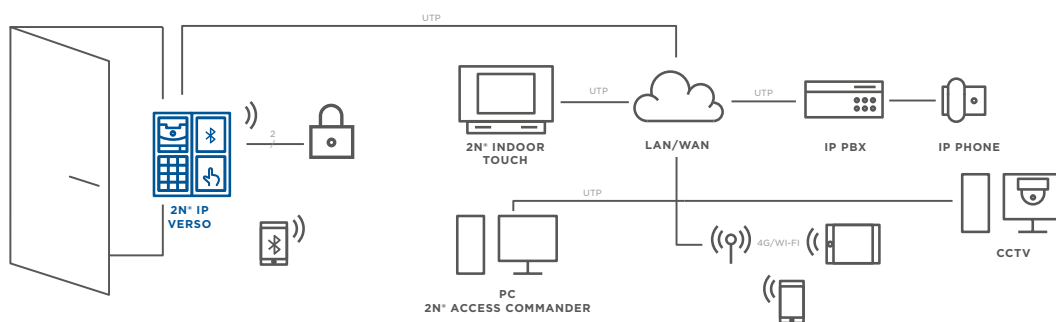 UTP
2
UTP
UTP
2N® INDOOR
TOUCH
LAN/WAN
IP PBX
IP PHONE
2N® IP
VERSO
UTP
4G/WI-FI
CCTV
PC
2N® ACCESS COMMANDER